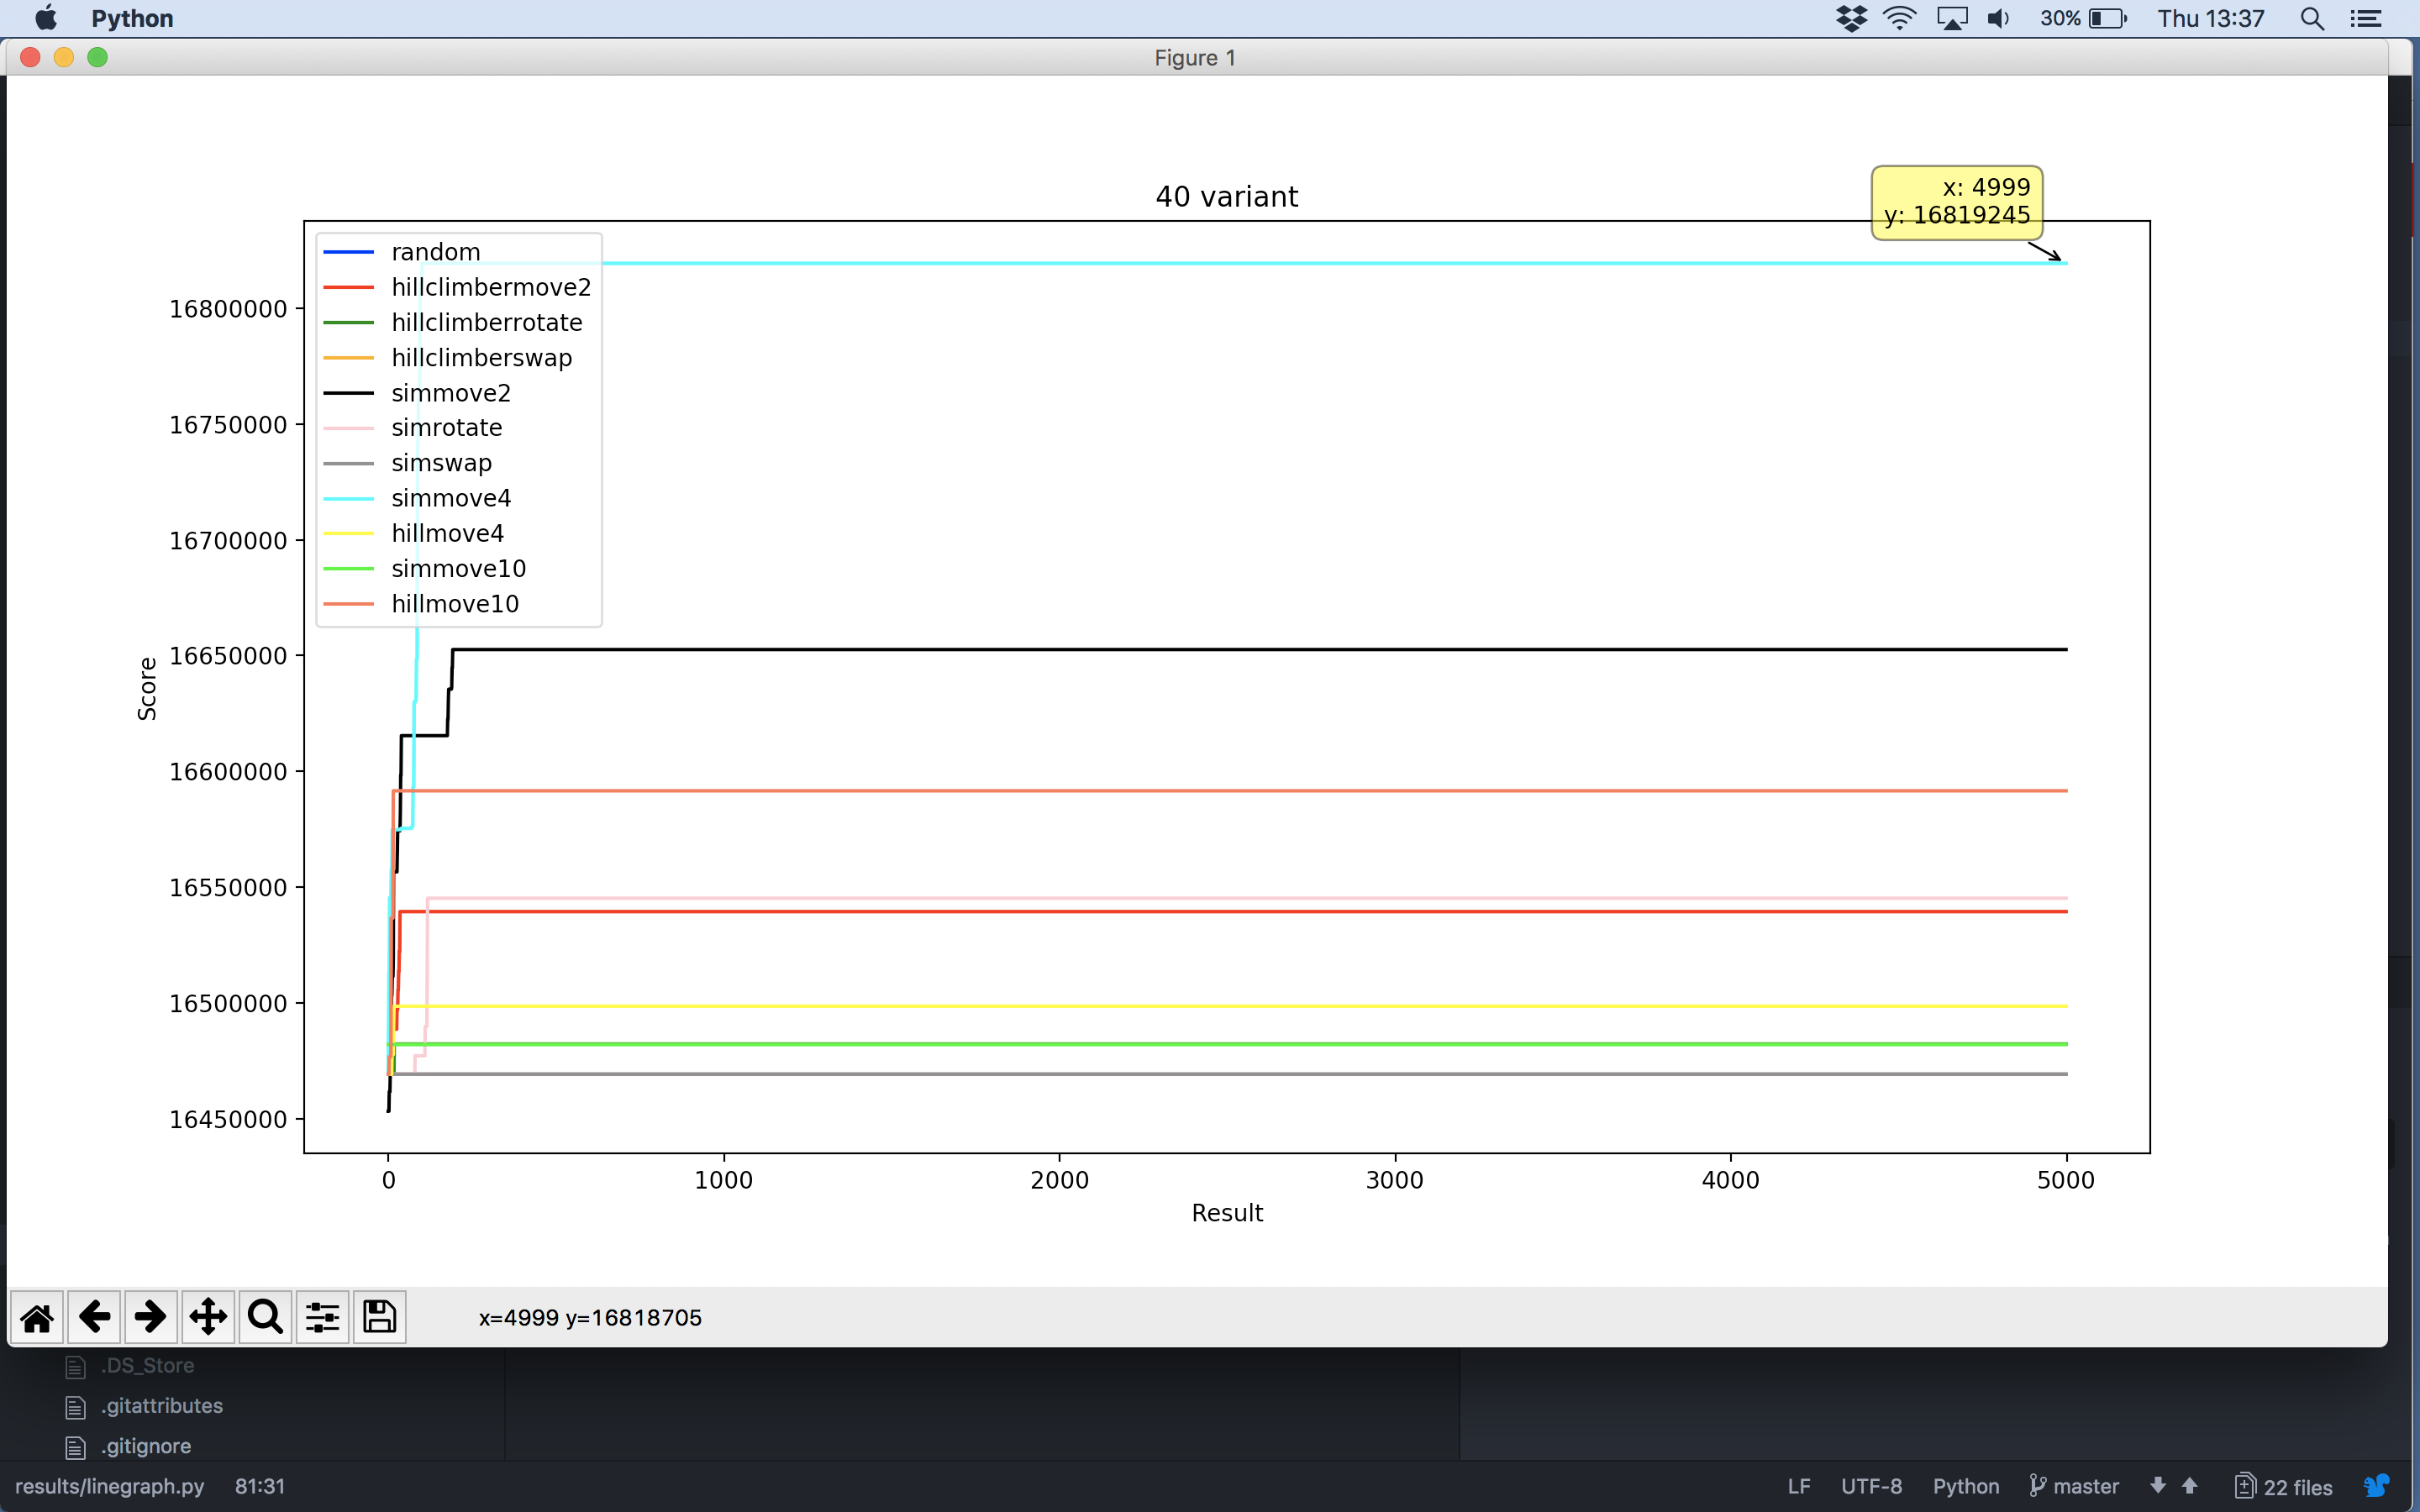 Python
30%
Thu 13:37
Figure 1
40 variant
x: 4999
y: 16819245
random
hillclimbermove2
hillclimberrotate
hillclimberswap
simmove2
simrotate
simswap
simmove4
hillmove4
simmove10
hillmove10
16800000
16750000
16700000
16650000
16600000
16550000
16500000
16450000
Score
0
1000
2000
3000
4000
5000
Result
x=4999 y=16818705
.DS_Store
.gitattributes
.gitignore
results/linegraph.py 81:31
LF UTF-8 Python master 22 files